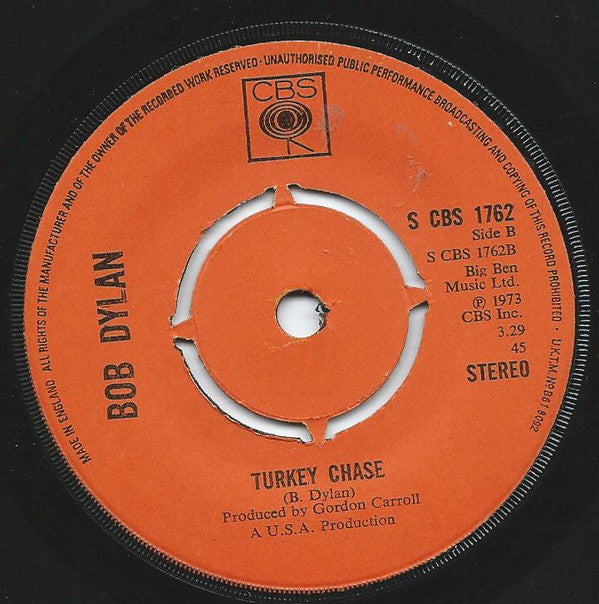 ALL RIGHTS OF THE MANUFACTURER AND OF THE OWNER OF THE RECORDED WORK RESERVED · UNAUTHORISED PUBLIC PERFORMANCE BROADCASTING AND COPYING OF THIS RECORD PROHIBITED · U.K.T.M. No B818092
MADE IN ENGLAND
CBS
BOB DYLAN
S CBS 1762
Side B
S CBS 1762B
Big Ben
Music Ltd.
℗ 1973
CBS Inc.
3.29
45
STEREO
TURKEY CHASE
(B. Dylan)
Produced by Gordon Carroll
A U.S.A. Production